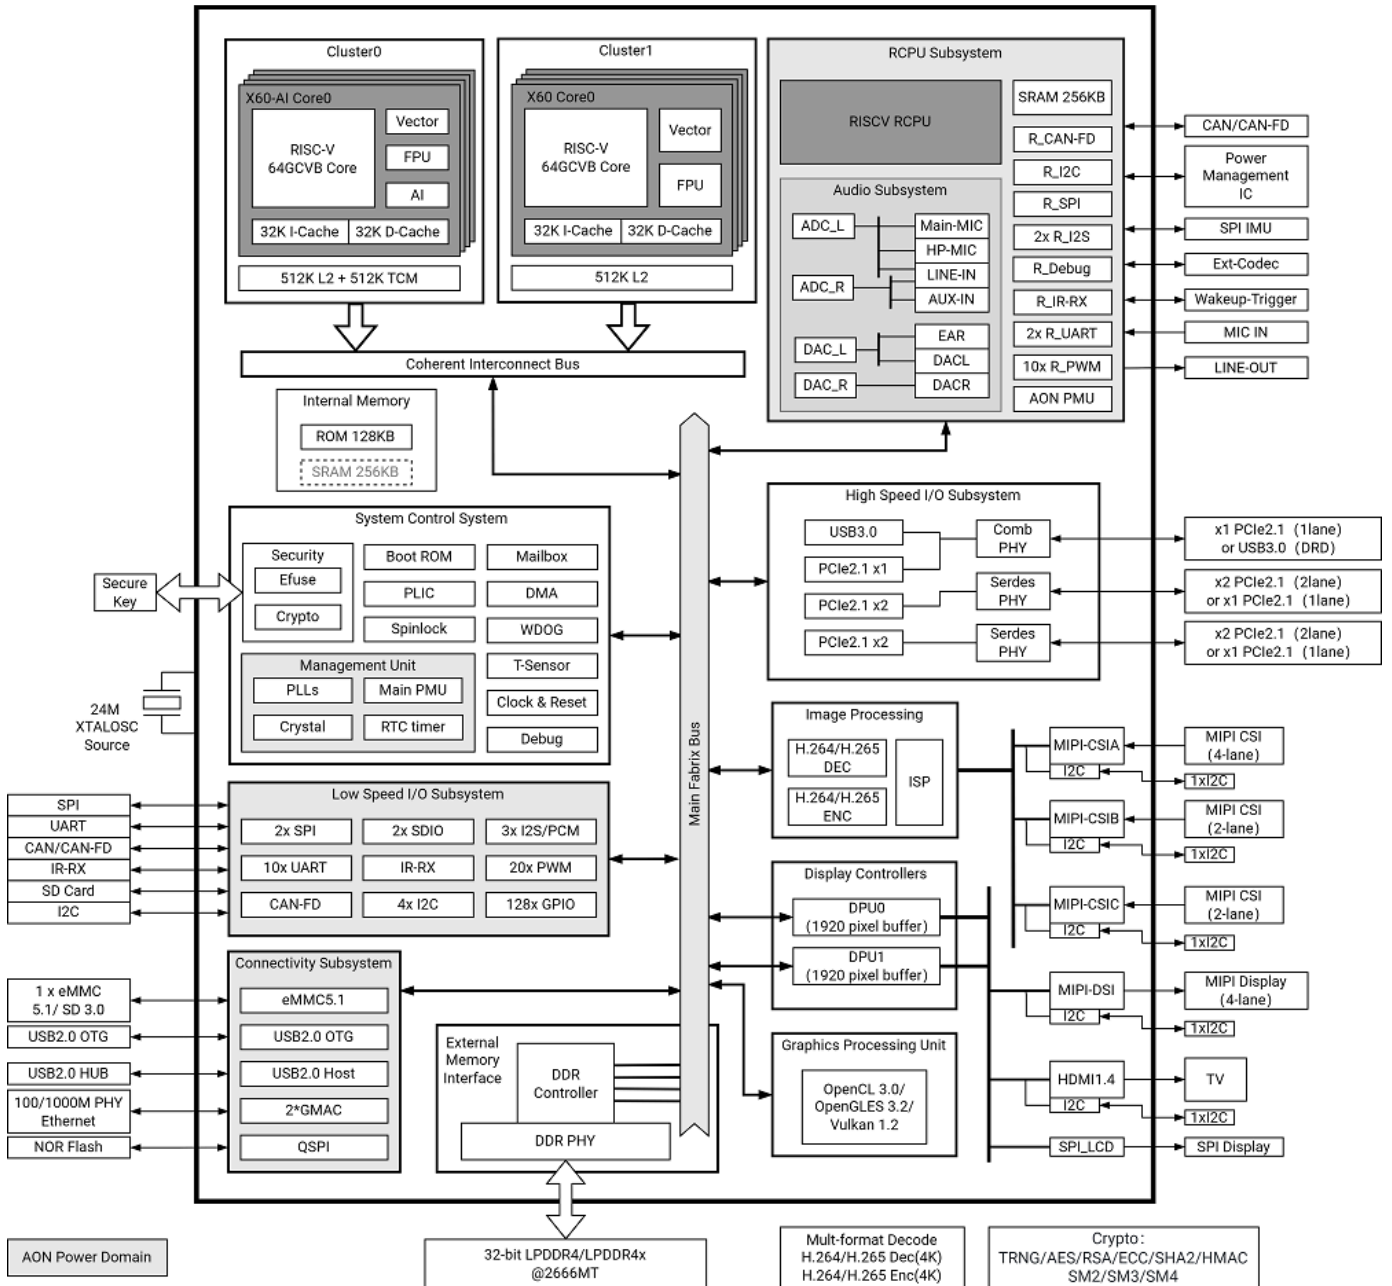 Cluster0
X60-AI Core0
RISC-V
64GCVB Core
Vector
FPU
AI
32K I-Cache
32K D-Cache
512K L2 + 512K TCM
Cluster1
X60 Core0
RISC-V
64GCVB Core
Vector
FPU
32K I-Cache
32K D-Cache
512K L2
Coherent Interconnect Bus
Internal Memory
ROM 128KB
SRAM 256KB
RCPU Subsystem
RISCV RCPU
SRAM 256KB
R_CAN-FD
R_I2C
R_SPI
2x R_I2S
R_Debug
R_IR-RX
2x R_UART
10x R_PWM
AON PMU
Audio Subsystem
ADC_L
ADC_R
DAC_L
DAC_R
Main-MIC
HP-MIC
LINE-IN
AUX-IN
EAR
DACL
DACR
CAN/CAN-FD
Power
Management
IC
SPI IMU
Ext-Codec
Wakeup-Trigger
MIC IN
LINE-OUT
System Control System
Security
Efuse
Crypto
Boot ROM
PLIC
Spinlock
Mailbox
DMA
WDOG
T-Sensor
Clock & Reset
Debug
Management Unit
PLLs
Main PMU
Crystal
RTC timer
Secure
Key
24M
XTALOSC
Source
Main Fabrix Bus
High Speed I/O Subsystem
USB3.0
PCIe2.1 x1
PCIe2.1 x2
PCIe2.1 x2
Comb
PHY
Serdes
PHY
Serdes
PHY
x1 PCIe2.1 (1lane)
or USB3.0 (DRD)
x2 PCIe2.1 (2lane)
or x1 PCIe2.1 (1lane)
x2 PCIe2.1 (2lane)
or x1 PCIe2.1 (1lane)
Low Speed I/O Subsystem
2x SPI
2x SDIO
3x I2S/PCM
10x UART
IR-RX
20x PWM
CAN-FD
4x I2C
128x GPIO
SPI
UART
CAN/CAN-FD
IR-RX
SD Card
I2C
Image Processing
H.264/H.265
DEC
H.264/H.265
ENC
ISP
MIPI-CSIA
I2C
MIPI-CSIB
I2C
MIPI-CSIC
I2C
MIPI-DSI
I2C
HDMI1.4
I2C
SPI_LCD
MIPI CSI
(4-lane)
1xI2C
MIPI CSI
(2-lane)
1xI2C
MIPI CSI
(2-lane)
1xI2C
MIPI Display
(4-lane)
1xI2C
TV
1xI2C
SPI Display
Display Controllers
DPU0
(1920 pixel buffer)
DPU1
(1920 pixel buffer)
Graphics Processing Unit
OpenCL 3.0/
OpenGLES 3.2/
Vulkan 1.2
Connectivity Subsystem
eMMC5.1
USB2.0 OTG
USB2.0 Host
2*GMAC
QSPI
1 x eMMC
5.1/ SD 3.0
USB2.0 OTG
USB2.0 HUB
100/1000M PHY
Ethernet
NOR Flash
External
Memory
Interface
DDR
Controller
DDR PHY
AON Power Domain
32-bit LPDDR4/LPDDR4x
@2666MT
Mult-format Decode
H.264/H.265 Dec(4K)
H.264/H.265 Enc(4K)
Crypto：
TRNG/AES/RSA/ECC/SHA2/HMAC
SM2/SM3/SM4